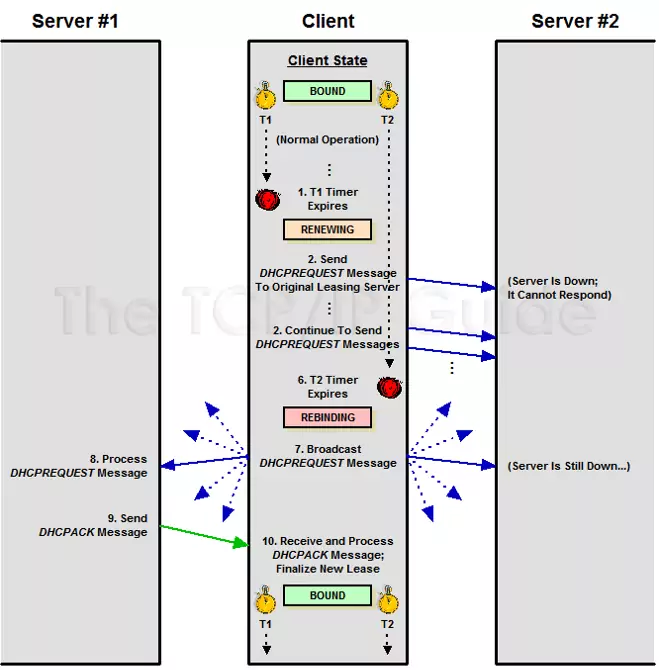 Server #1
Client
Server #2
Client State
BOUND
T1
T2
(Normal Operation)
1. T1 Timer
Expires
RENEWING
2. Send
DHCPREQUEST Message
To Original Leasing Server
(Server Is Down;
It Cannot Respond)
The TCP/IP Guide
2. Continue To Send
DHCPREQUEST Messages
6. T2 Timer
Expires
REBINDING
7. Broadcast
DHCPREQUEST Message
8. Process
DHCPREQUEST Message
(Server Is Still Down...)
9. Send
DHCPACK Message
10. Receive and Process
DHCPACK Message;
Finalize New Lease
BOUND
T1
T2